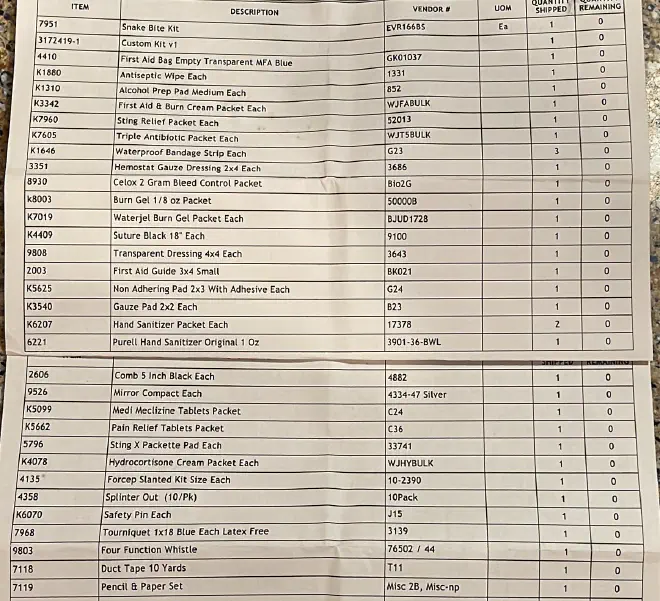 ITEM DESCRIPTION VENDOR # UOM QUANTITY SHIPPED QUANTITY REMAINING
7951 Snake Bite Kit EVR166BS Ea 1 0
3172419-1 Custom Kit v1 1 0
4410 First Aid Bag Empty Transparent MFA Blue GK01037 1 0
K1880 Antiseptic Wipe Each 1331 1 0
K1310 Alcohol Prep Pad Medium Each 852 1 0
K3342 First Aid & Burn Cream Packet Each WJFABULK 1 0
K7960 Sting Relief Packet Each 52013 1 0
K7605 Triple Antibiotic Packet Each WJT5BULK 1 0
K1646 Waterproof Bandage Strip Each G23 3 0
3351 Hemostat Gauze Dressing 2x4 Each 3686 1 0
8930 Celox 2 Gram Bleed Control Packet Bio2G 1 0
k8003 Burn Gel 1/8 oz Packet 50000B 1 0
K7019 Waterjel Burn Gel Packet Each BJUD1728 1 0
K4409 Suture Black 18" Each 9100 1 0
9808 Transparent Dressing 4x4 Each 3643 1 0
2003 First Aid Guide 3x4 Small BK021 1 0
K5625 Non Adhering Pad 2x3 With Adhesive Each G24 1 0
K3540 Gauze Pad 2x2 Each B23 1 0
K6207 Hand Sanitizer Packet Each 17378 2 0
6221 Purell Hand Sanitizer Original 1 Oz 3901-36-BWL 1 0
SHIPPED REMAINING
2606 Comb 5 Inch Black Each 4882 1 0
9526 Mirror Compact Each 4334-47 Silver 1 0
K5099 Medi Meclizine Tablets Packet C24 1 0
K5662 Pain Relief Tablets Packet C36 1 0
5796 Sting X Packette Pad Each 33741 1 0
K4078 Hydrocortisone Cream Packet Each WJHYBULK 1 0
4135 Forcep Slanted Kit Size Each 10-2390 1 0
4358 Splinter Out (10/Pk) 10Pack 1 0
K6070 Safety Pin Each J15 1 0
7968 Tourniquet 1x18 Blue Each Latex Free 3139 1 0
9803 Four Function Whistle 76502 / 44 1 0
7118 Duct Tape 10 Yards T11 1 0
7119 Pencil & Paper Set Misc 2B, Misc-np 1 0